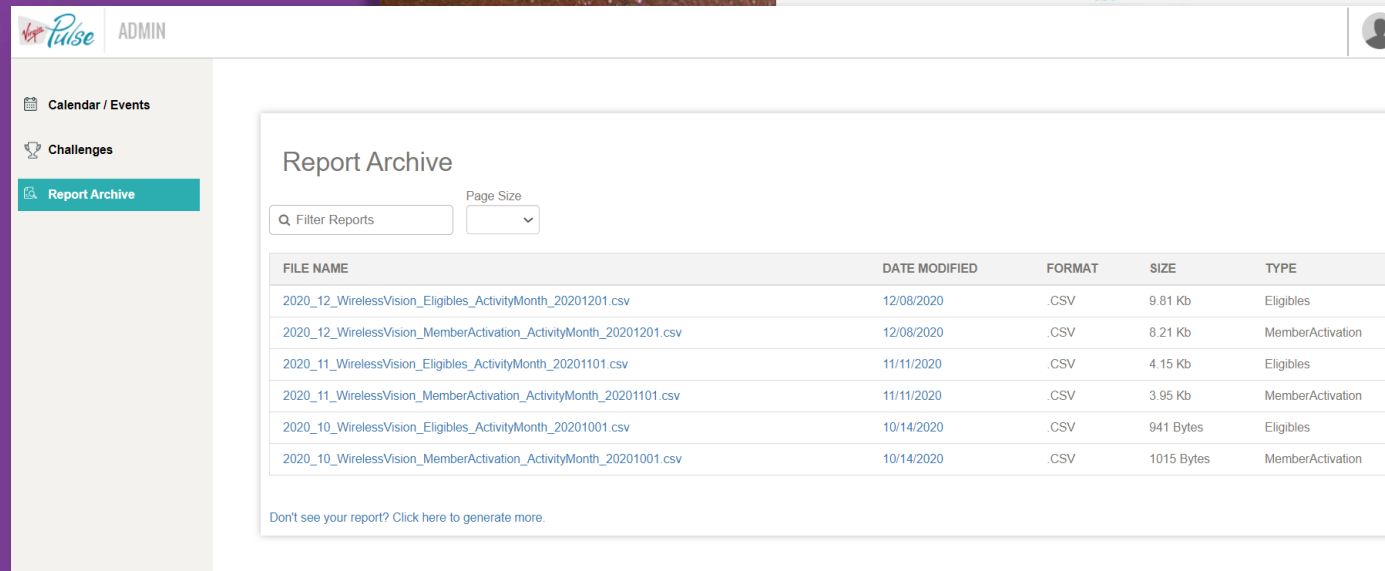 Virgin Pulse ADMIN
Calendar / Events
Challenges
Report Archive
Report Archive
Page Size
Filter Reports
FILE NAME DATE MODIFIED FORMAT SIZE TYPE
2020_12_WirelessVision_Eligibles_ActivityMonth_20201201.csv 12/08/2020 .CSV 9.81 Kb Eligibles
2020_12_WirelessVision_MemberActivation_ActivityMonth_20201201.csv 12/08/2020 .CSV 8.21 Kb MemberActivation
2020_11_WirelessVision_Eligibles_ActivityMonth_20201101.csv 11/11/2020 .CSV 4.15 Kb Eligibles
2020_11_WirelessVision_MemberActivation_ActivityMonth_20201101.csv 11/11/2020 .CSV 3.95 Kb MemberActivation
2020_10_WirelessVision_Eligibles_ActivityMonth_20201001.csv 10/14/2020 .CSV 941 Bytes Eligibles
2020_10_WirelessVision_MemberActivation_ActivityMonth_20201001.csv 10/14/2020 .CSV 1015 Bytes MemberActivation
Don't see your report? Click here to generate more.